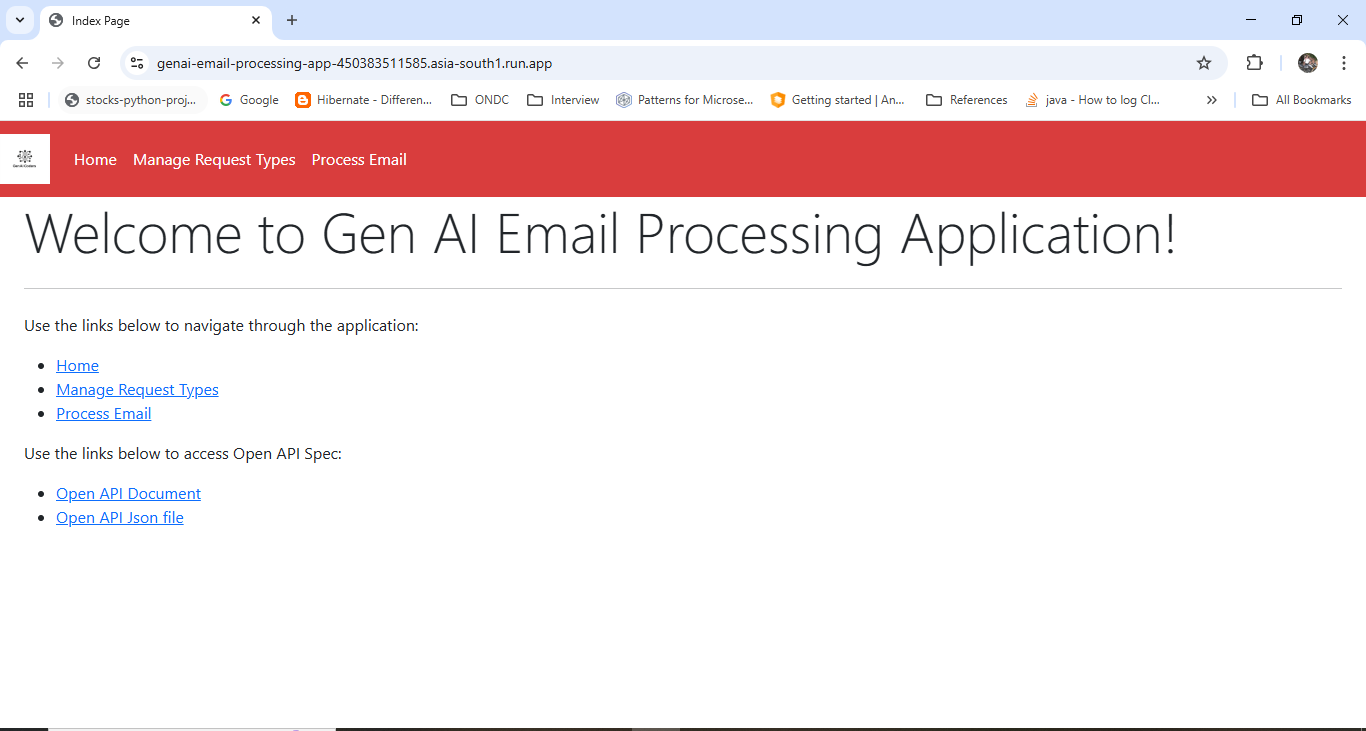 Index Page
genai-email-processing-app-450383511585.asia-south1.run.app
stocks-python-proj... Google Hibernate - Differen... ONDC Interview Patterns for Microse... Getting started | An... References java - How to log Cl... All Bookmarks
Home Manage Request Types Process Email
Welcome to Gen AI Email Processing Application!
Use the links below to navigate through the application:
Home
Manage Request Types
Process Email
Use the links below to access Open API Spec:
Open API Document
Open API Json file